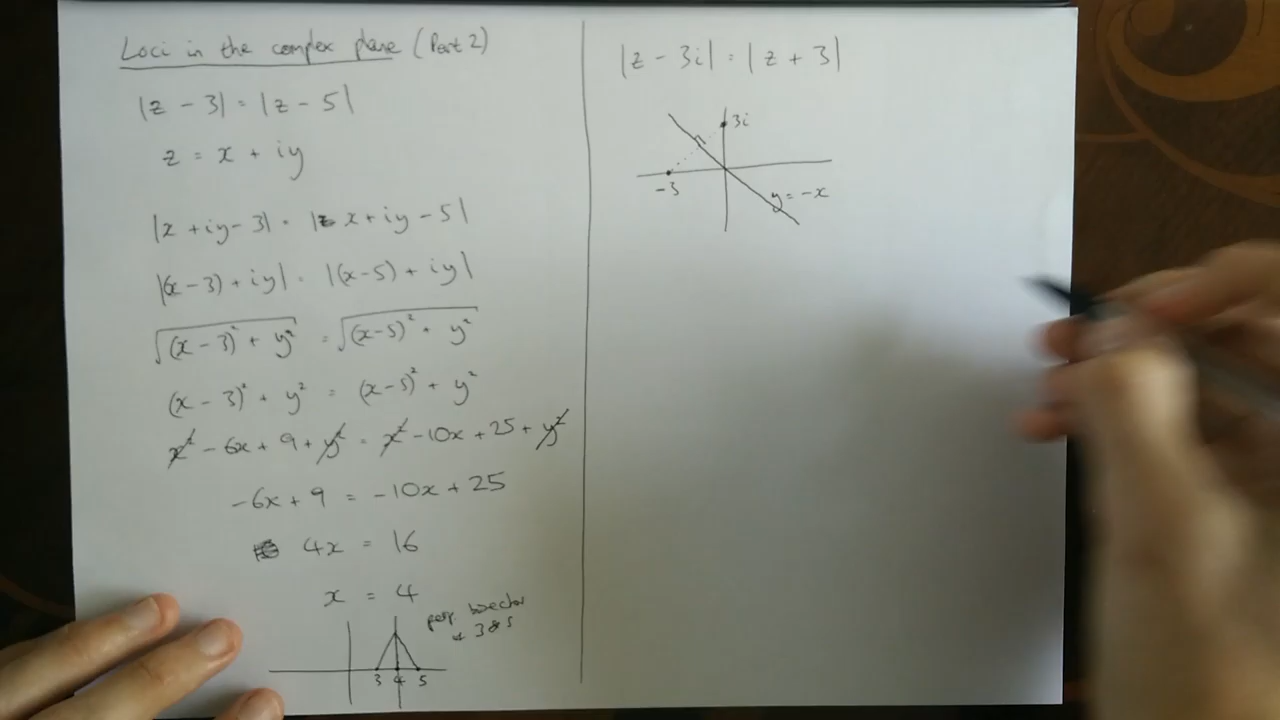 Loci in the complex plane (Part 2)
|z - 3| = |z - 5|
z = x + iy
|x + iy - 3| = |x + iy - 5|
|(x - 3) + iy| = |(x - 5) + iy|
√((x - 3)² + y²) = √((x - 5)² + y²)
(x - 3)² + y² = (x - 5)² + y²
x² - 6x + 9 + y² = x² - 10x + 25 + y²
-6x + 9 = -10x + 25
4x = 16
x = 4
perp bisector
of 3 & 5
3 4 5
|z - 3i| = |z + 3|
3i
-3
y = -x